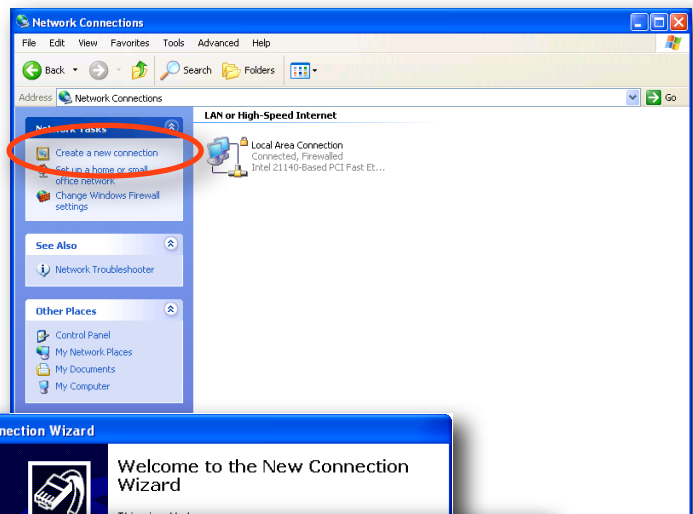 Network Connections
File Edit View Favorites Tools Advanced Help
Back Search Folders
Address Network Connections Go
LAN or High-Speed Internet
Network Tasks
Create a new connection
Set up a home or small
office network
Change Windows Firewall
settings
Local Area Connection
Connected, Firewalled
Intel 21140-Based PCI Fast Et...
See Also
Network Troubleshooter
Other Places
Control Panel
My Network Places
My Documents
My Computer
nection Wizard
Welcome to the New Connection
Wizard